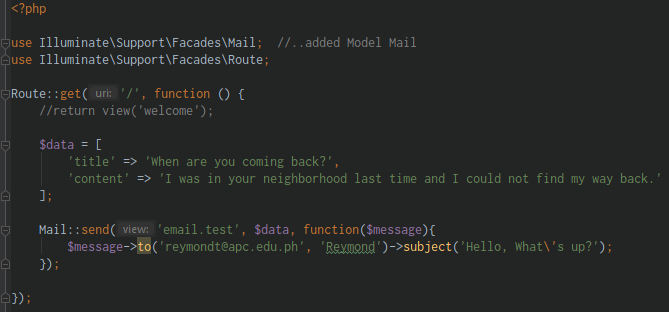 <?php
use Illuminate\Support\Facades\Mail;  //..added Model Mail
use Illuminate\Support\Facades\Route;
Route::get( uri: '/', function () {
//return view('welcome');
$data = [
'title' => 'When are you coming back?',
'content' => 'I was in your neighborhood last time and I could not find my way back.'
];
Mail::send( view: 'email.test', $data, function($message){
$message->to('reymondt@apc.edu.ph', 'Reymond')->subject('Hello, What\'s up?');
});
});